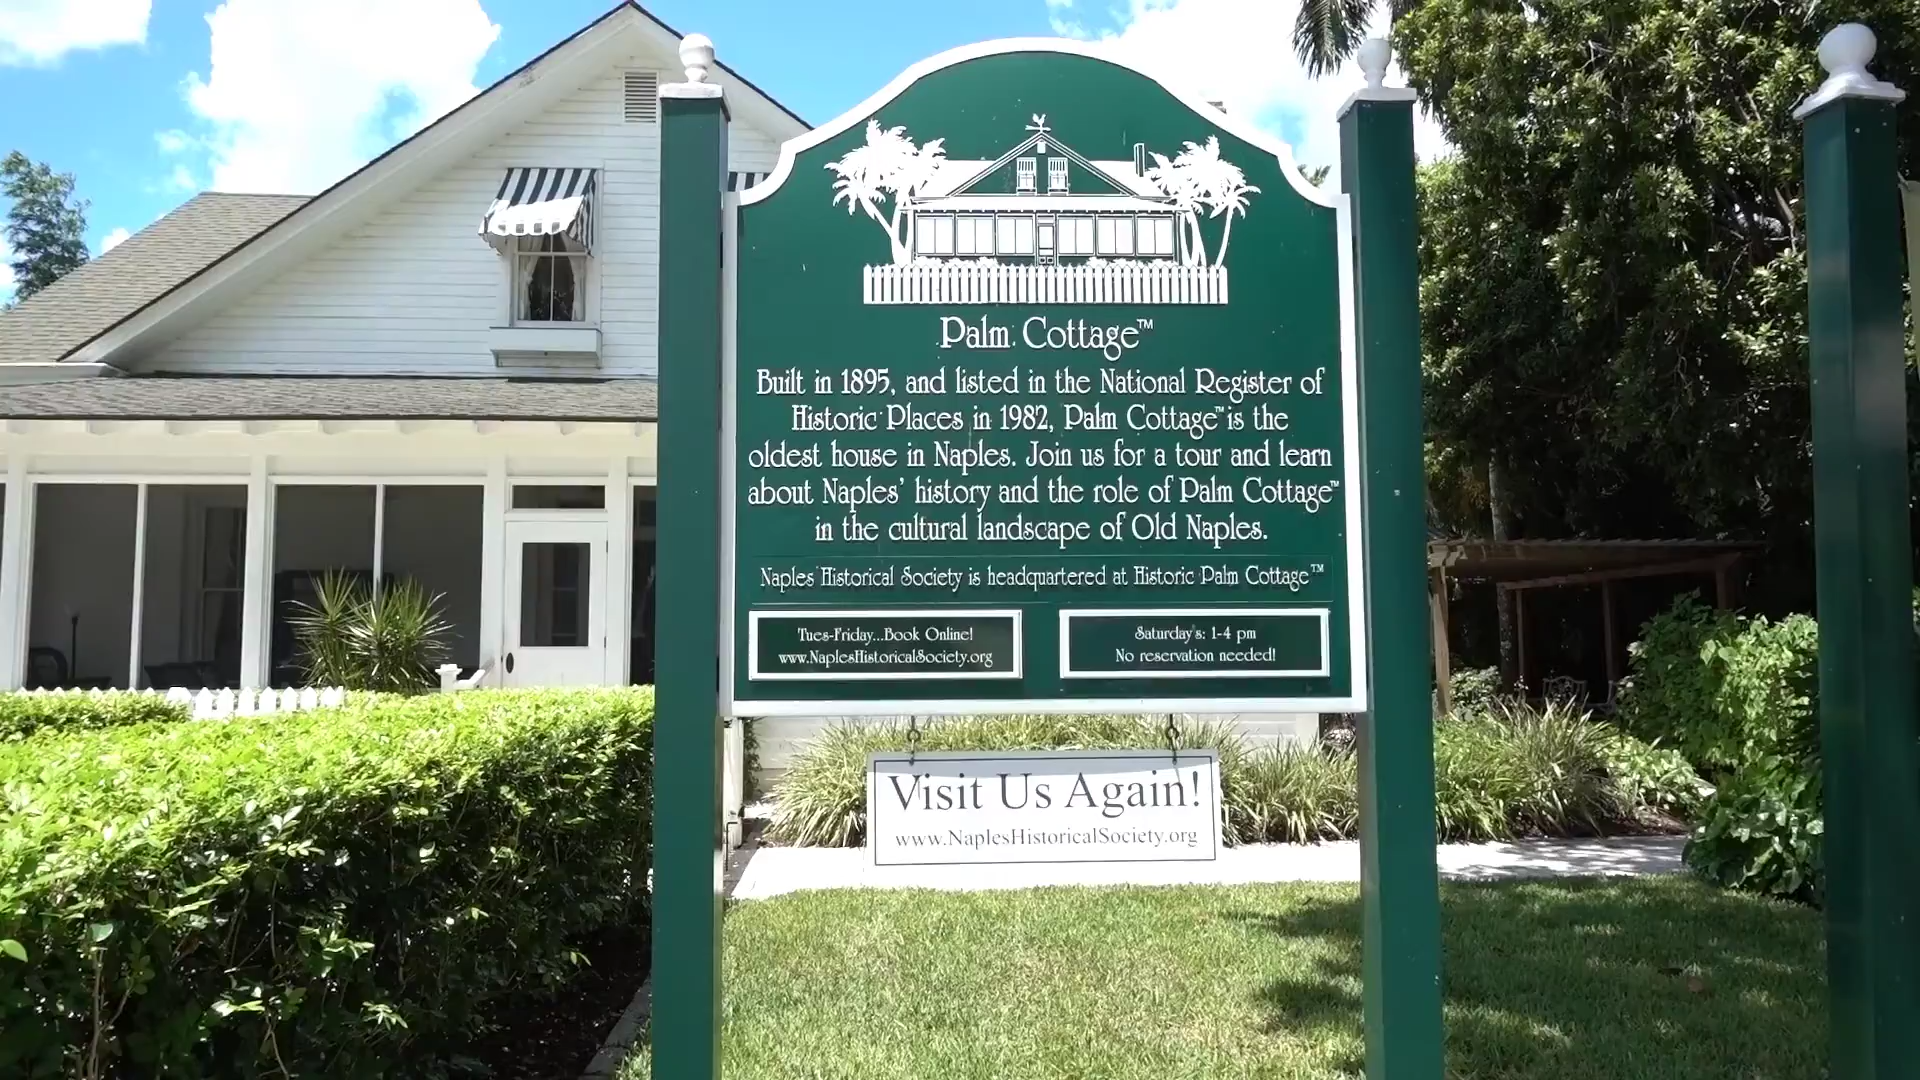 Palm Cottage™
Built in 1895, and listed in the National Register of
Historic Places in 1982, Palm Cottage™ is the
oldest house in Naples. Join us for a tour and learn
about Naples' history and the role of Palm Cottage™
in the cultural landscape of Old Naples.
Naples Historical Society is headquartered at Historic Palm Cottage™
Tues-Friday...Book Online!
www.NaplesHistoricalSociety.org
Saturday's: 1-4 pm
No reservation needed!
Visit Us Again!
www.NaplesHistoricalSociety.org